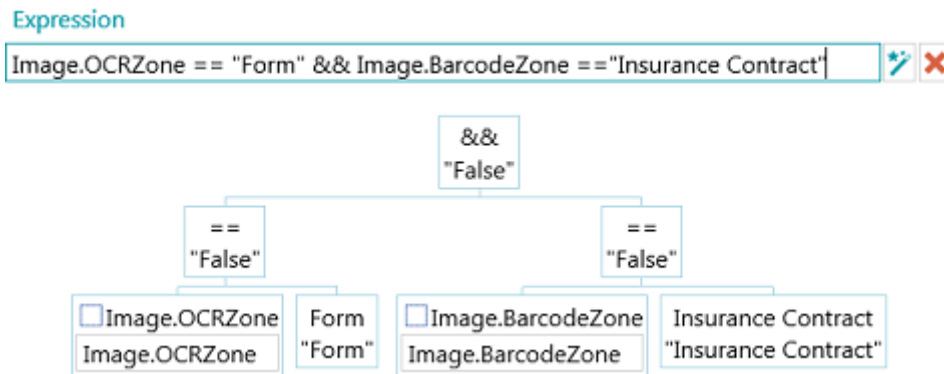 Expression
Image.OCRZone == "Form" && Image.BarcodeZone =="Insurance Contract"
&&
"False"
== ==
"False" "False"
Image.OCRZone Form Image.BarcodeZone Insurance Contract
Image.OCRZone "Form" Image.BarcodeZone "Insurance Contract"